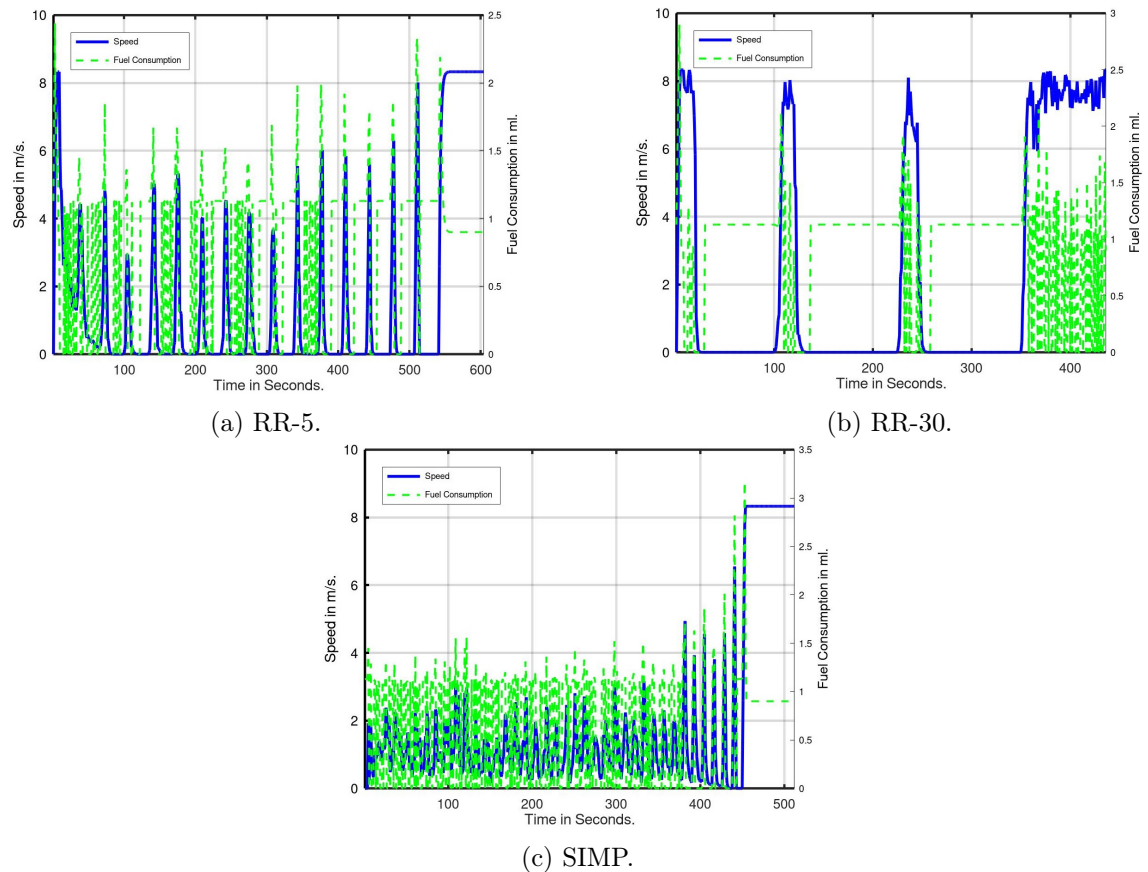 10
8
6
4
2
0
Speed in m/s.
Speed
Fuel Consumption
2.5
2
1.5
1
0.5
0
Fuel Consumption in ml.
100 200 300 400 500 600
Time in Seconds.
(a) RR-5.
10
8
6
4
2
0
Speed in m/s.
Speed
Fuel Consumption
3
2.5
2
1.5
1
0.5
0
Fuel Consumption in ml.
100 200 300 400
Time in Seconds.
(b) RR-30.
10
8
6
4
2
0
Speed in m/s.
Speed
Fuel Consumption
3.5
3
2.5
2
1.5
1
0.5
0
Fuel Consumption in ml.
100 200 300 400 500
Time in Seconds.
(c) SIMP.